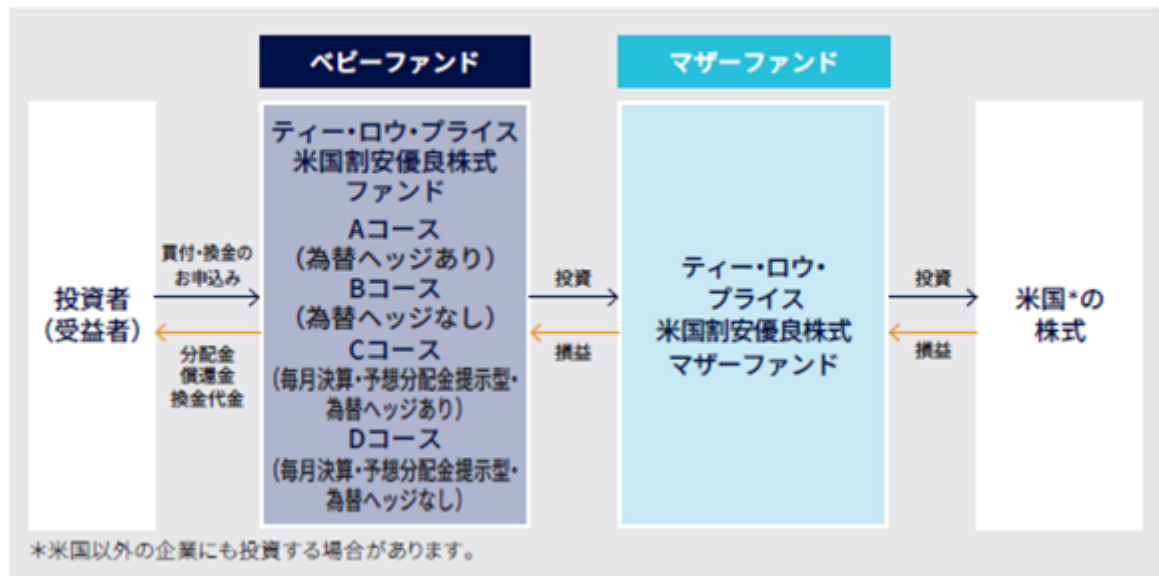 ベビーファンド
マザーファンド
投資者
(受益者)
買付・換金の
お申込み
分配金
償還金
換金代金
ティー・ロウ・プライス
米国割安優良株式
ファンド
Aコース
(為替ヘッジあり)
Bコース
(為替ヘッジなし)
Cコース
(毎月決算・予想分配金提示型・
為替ヘッジあり)
Dコース
(毎月決算・予想分配金提示型・
為替ヘッジなし)
投資
損益
ティー・ロウ・
プライス
米国割安優良株式
マザーファンド
投資
損益
米国*の
株式
*米国以外の企業にも投資する場合があります。